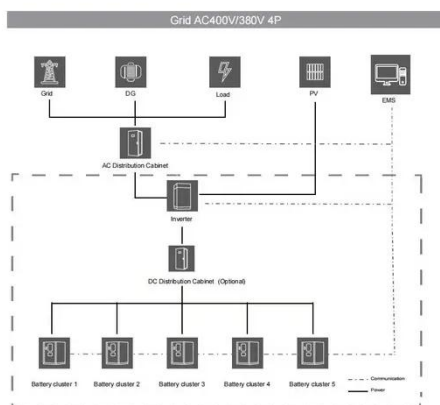 Grid AC400V/380V 4P
Grid
DG
Load
PV
EMS
AC Distribution Cabinet
Inverter
DC Distribution Cabinet (Optional)
Battery cluster 1
Battery cluster 2
Battery cluster 3
Battery cluster 4
Battery cluster 5
Communication
Power